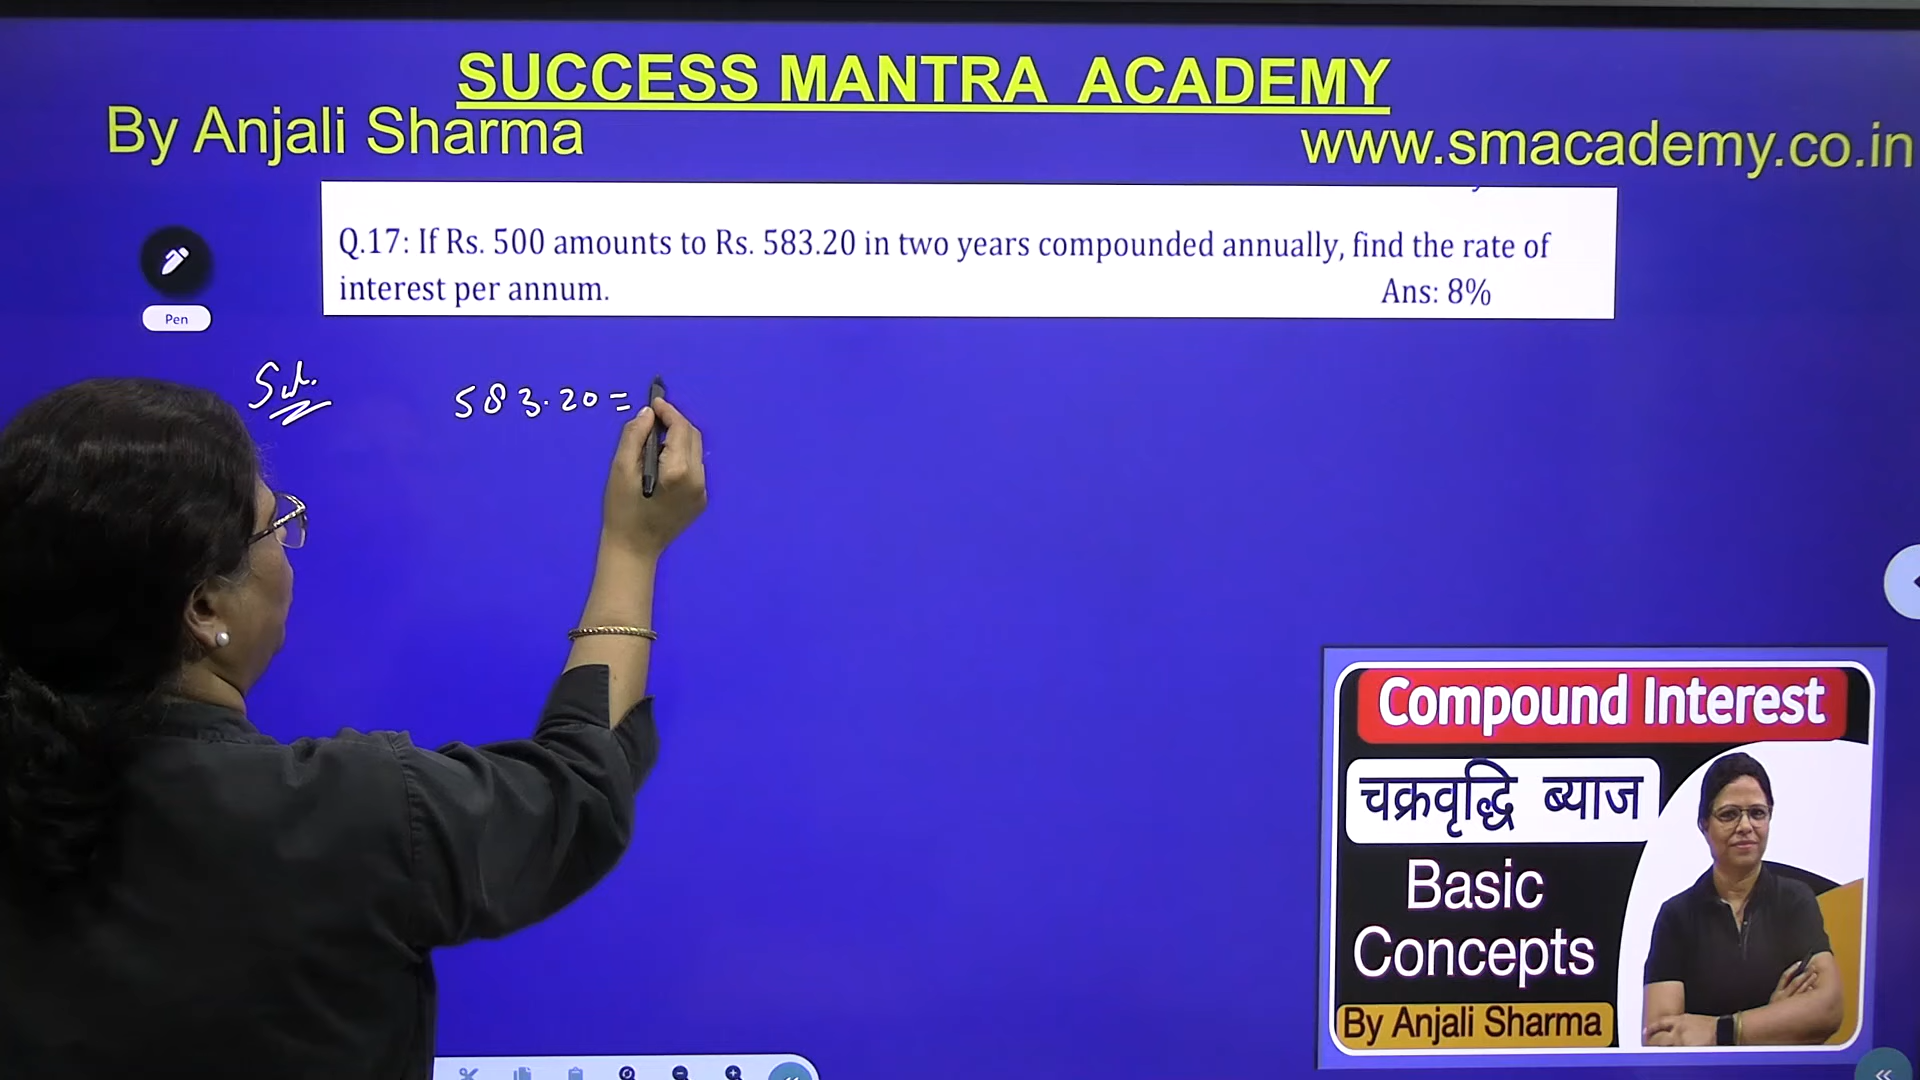 SUCCESS MANTRA ACADEMY
By Anjali Sharma
www.smacademy.co.in
Q.17: If Rs. 500 amounts to Rs. 583.20 in two years compounded annually, find the rate of
interest per annum. Ans: 8%
Pen
Sol.
583.20 =
Compound Interest
चक्रवृद्धि ब्याज
Basic
Concepts
By Anjali Sharma